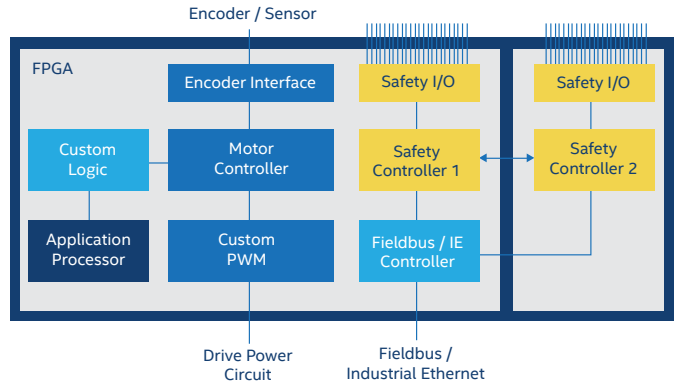 Encoder / Sensor
FPGA
Encoder Interface
Safety I/O
Safety I/O
Custom
Logic
Motor
Controller
Safety
Controller 1
Safety
Controller 2
Application
Processor
Custom
PWM
Fieldbus / IE
Controller
Drive Power
Circuit
Fieldbus /
Industrial Ethernet